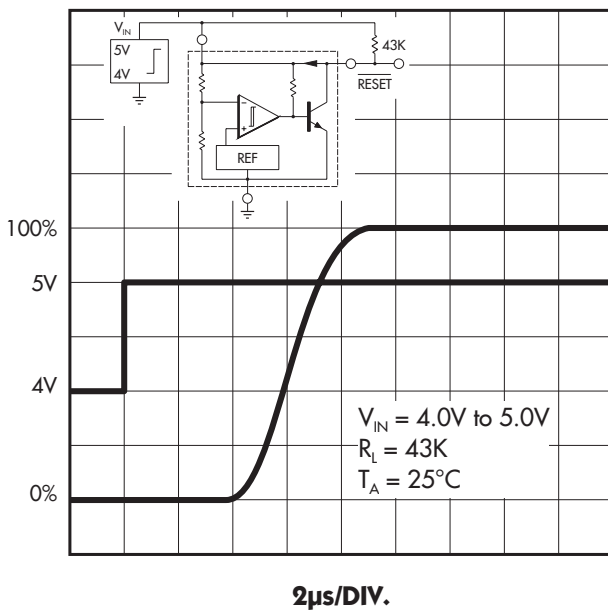 V_IN
5V
4V
43K
RESET
−
+
REF
100%
5V
4V
0%
V_IN = 4.0V to 5.0V
R_L = 43K
T_A = 25°C
2µs/DIV.